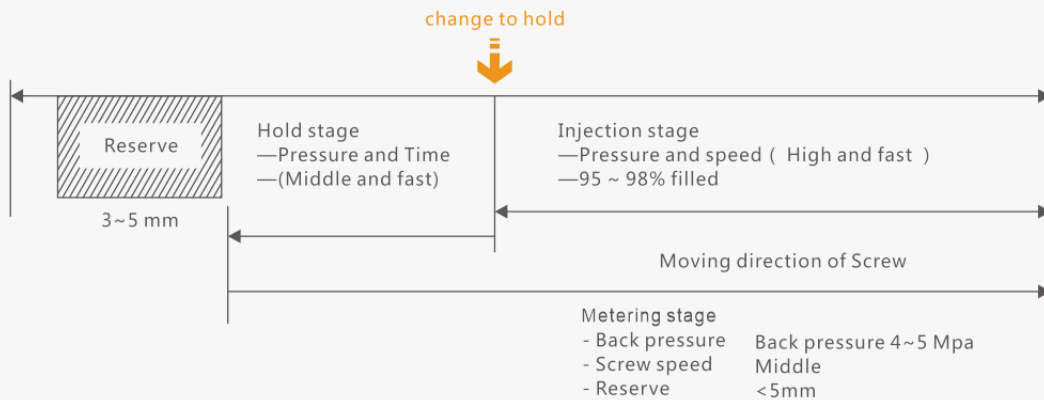 change to hold
Reserve
3~5 mm
Hold stage
—Pressure and Time
—(Middle and fast)
Injection stage
—Pressure and speed ( High and fast )
—95 ~ 98% filled
Moving direction of Screw
Metering stage
- Back pressure Back pressure 4~5 Mpa
- Screw speed Middle
- Reserve <5mm